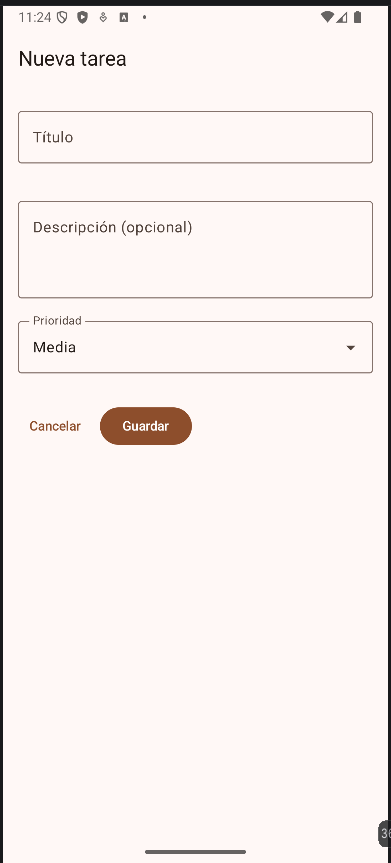 11:24
Nueva tarea
Título
Descripción (opcional)
Prioridad
Media
Cancelar Guardar